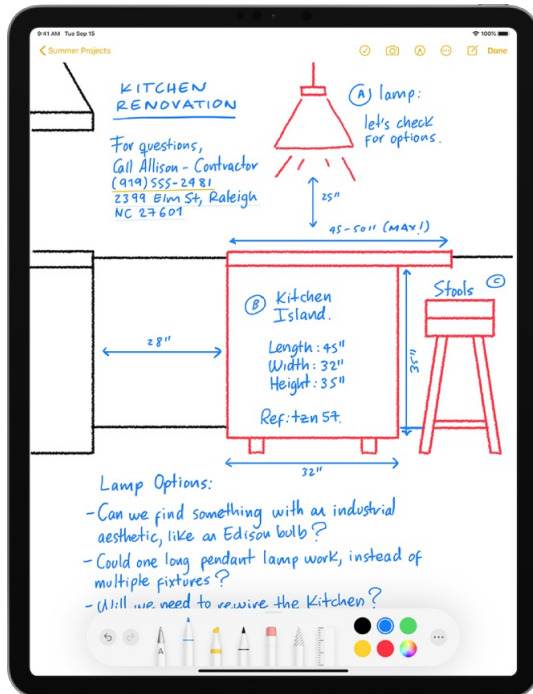 9:41 AM Tue Sep 15
100%
Summer Projects
Done
KITCHEN
RENOVATION
For questions,
Call Allison - Contractor
(919)555-2481
2399 Elm St, Raleigh
NC 27601
A lamp:
let's check
for options.
25"
45-50" (MAX!)
28"
B Kitchen
Island.
Length: 45"
Width: 32"
Height: 35"
Ref: tzn 57.
35"
Stools C
32"
Lamp Options:
- Can we find something with an industrial
aesthetic, like an Edison bulb?
- Could one long pendant lamp work, instead of
multiple fixtures?
- Will we need to rewire the Kitchen?
A